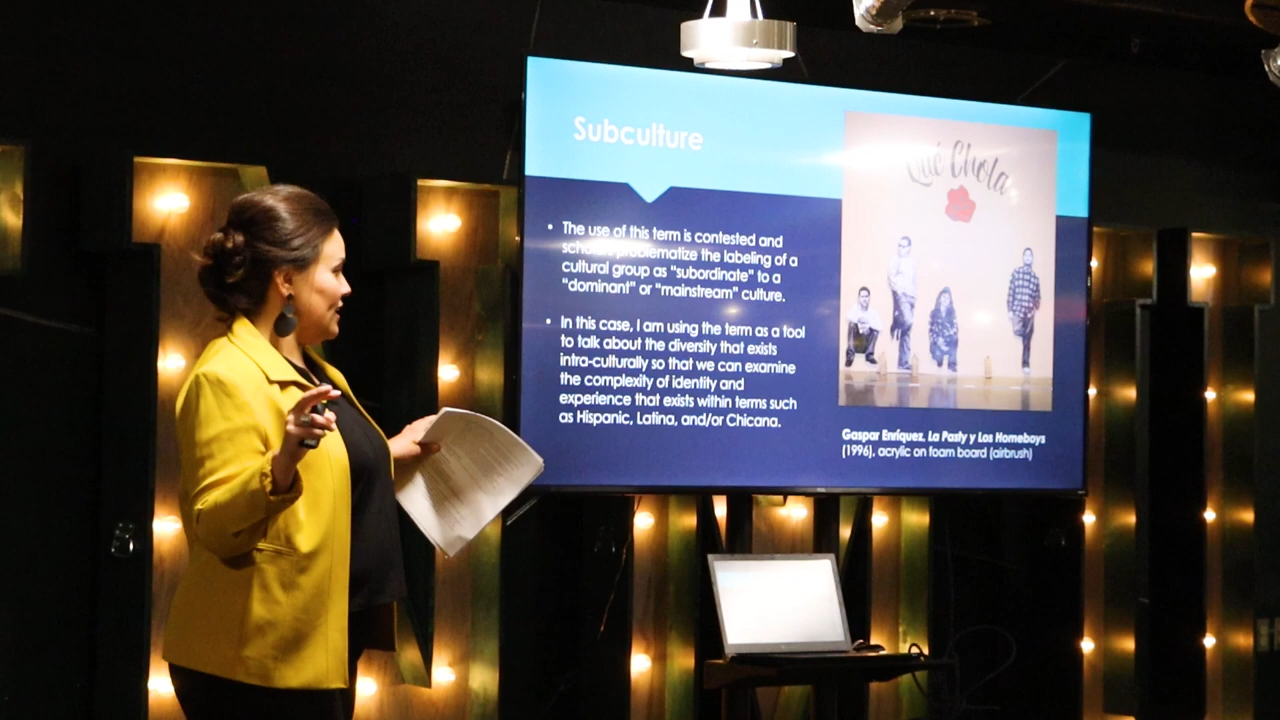 Subculture
Qué Chola
• The use of this term is contested and
scholars problematize the labeling of a
cultural group as "subordinate" to a
"dominant" or "mainstream" culture.
• In this case, I am using the term as a tool
to talk about the diversity that exists
intra-culturally so that we can examine
the complexity of identity and
experience that exists within terms such
as Hispanic, Latina, and/or Chicana.
Gaspar Enríquez, La Pasty y Los Homeboys
(1996), acrylic on foam board (airbrush)